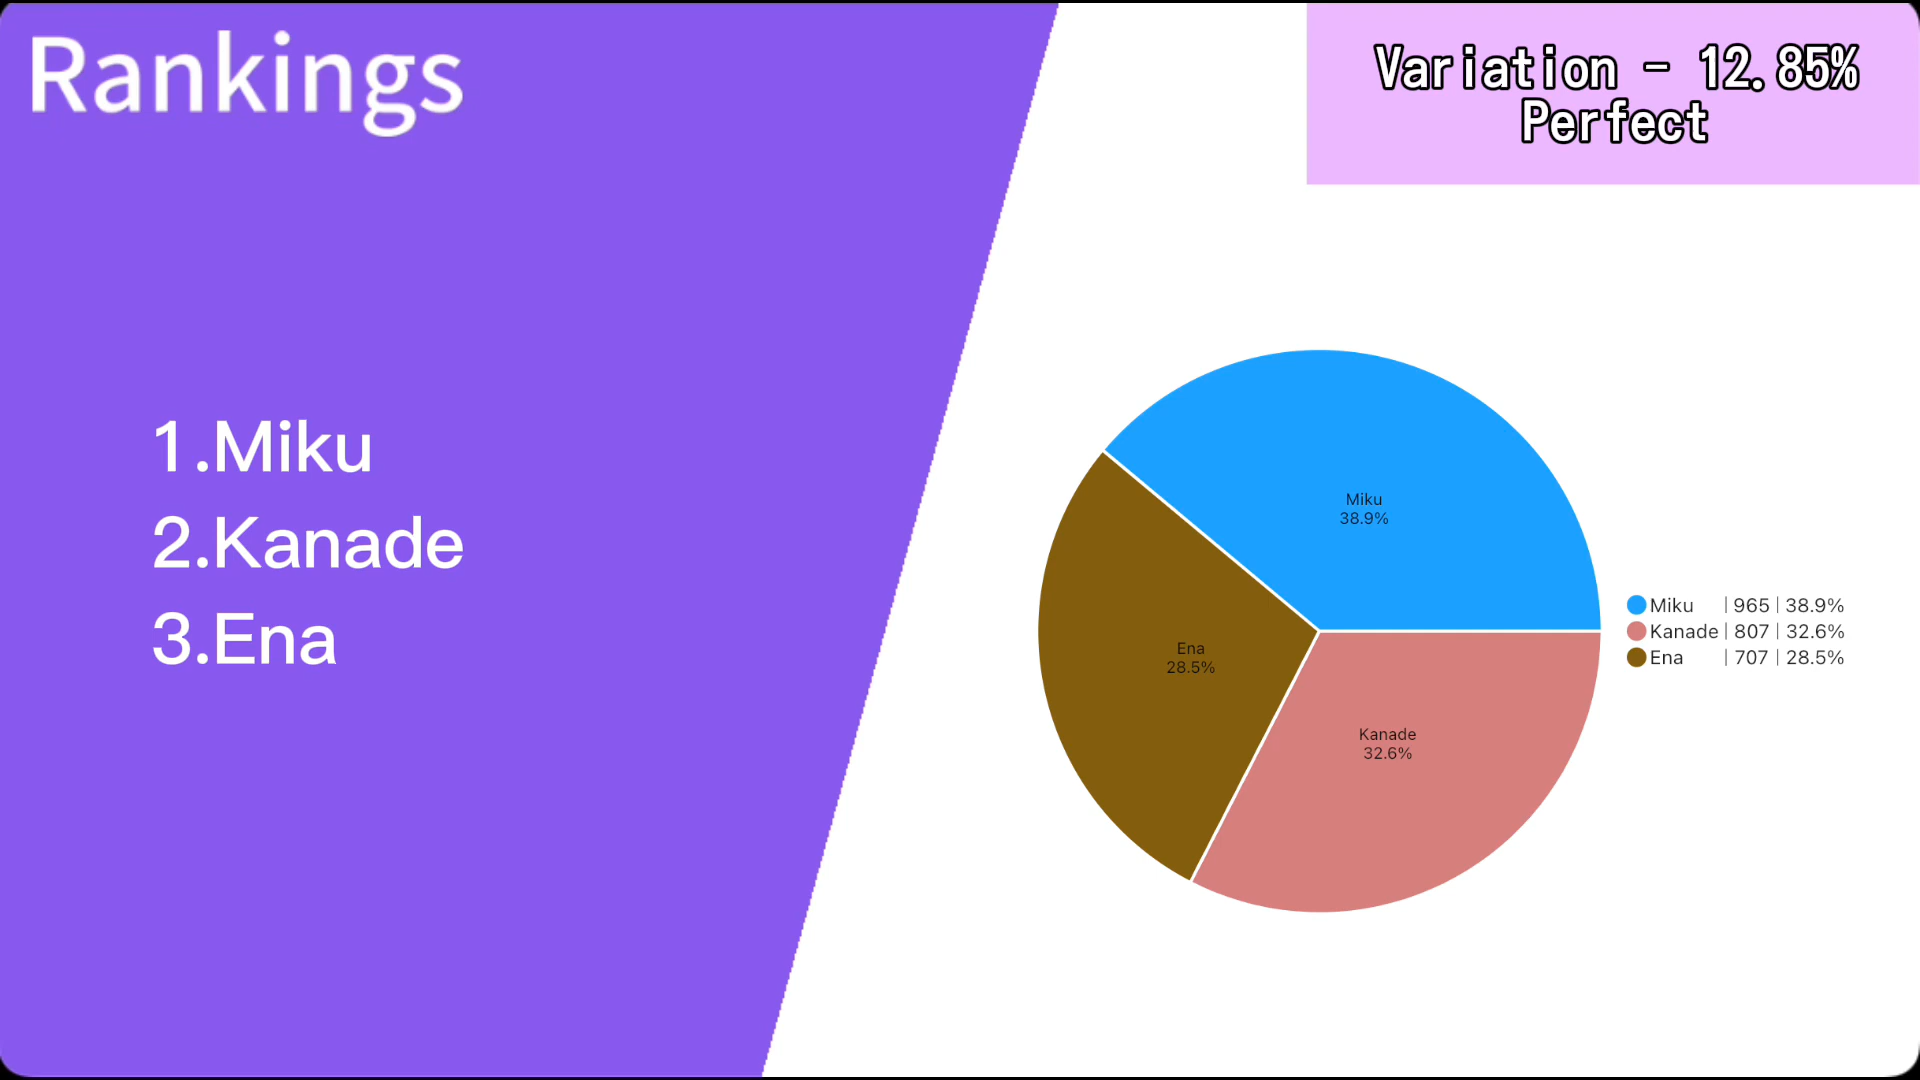 Rankings
1.Miku
2.Kanade
3.Ena
Variation - 12.85%
Perfect
Miku
38.9%
Ena
28.5%
Kanade
32.6%
Miku | 965 | 38.9%
Kanade | 807 | 32.6%
Ena | 707 | 28.5%